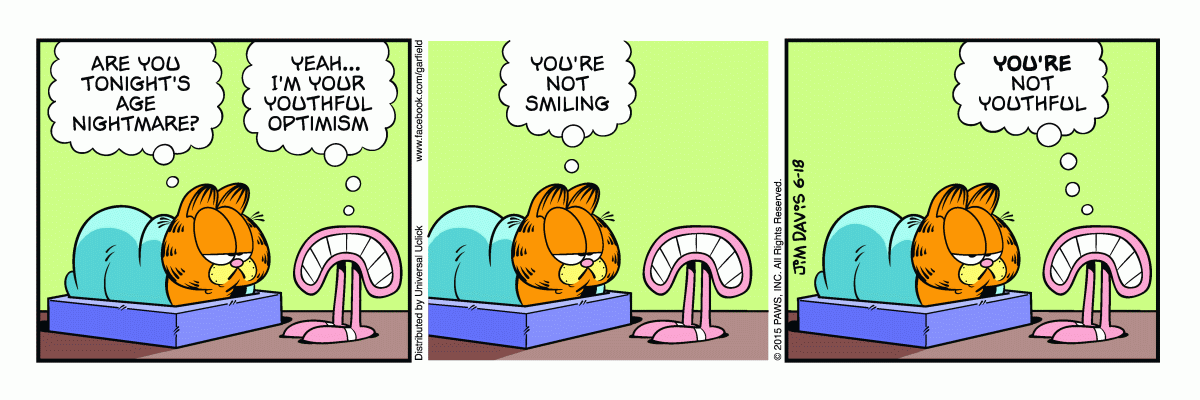 ARE YOU
TONIGHT'S
AGE
NIGHTMARE?
YEAH...
I'M YOUR
YOUTHFUL
OPTIMISM
www.facebook.com/garfield
Distributed by Universal Uclick
YOU'RE
NOT
SMILING
© 2015 PAWS, INC. All Rights Reserved.
JIM DAVIS 6-18
YOU'RE
NOT
YOUTHFUL